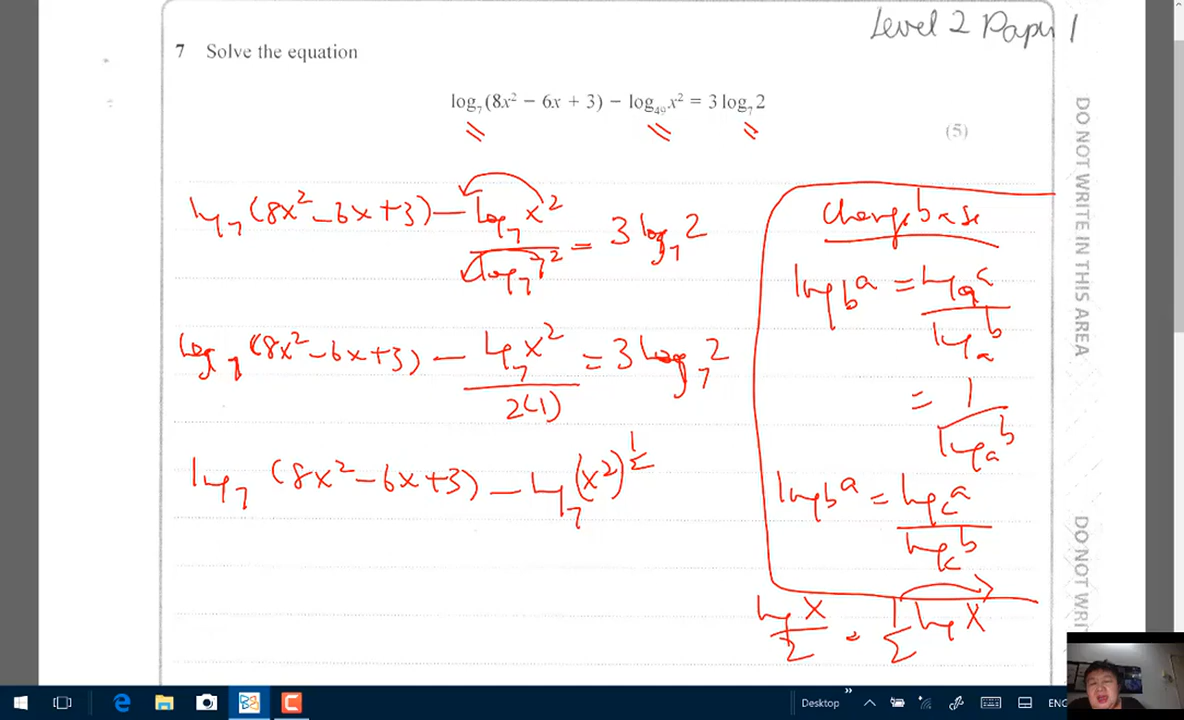 Level 2 Paper 1
7 Solve the equation
log₇(8x² − 6x + 3) − log₄₉x² = 3 log₇2
(5)
log₇(8x²−6x+3) − log₇x² / log₇7² = 3 log₇2
log₇(8x²−6x+3) − log₇x² / 2(1) = 3 log₇2
log₇(8x²−6x+3) − log₇(x²)^½
Change base
log_b a = log_a a / log_a b
= 1 / log_a b
log_b a = log_c a / log_c b
log x / 2 = 1/2 log x
DO NOT WRITE IN THIS AREA
DO NOT WRI
Desktop
ENG